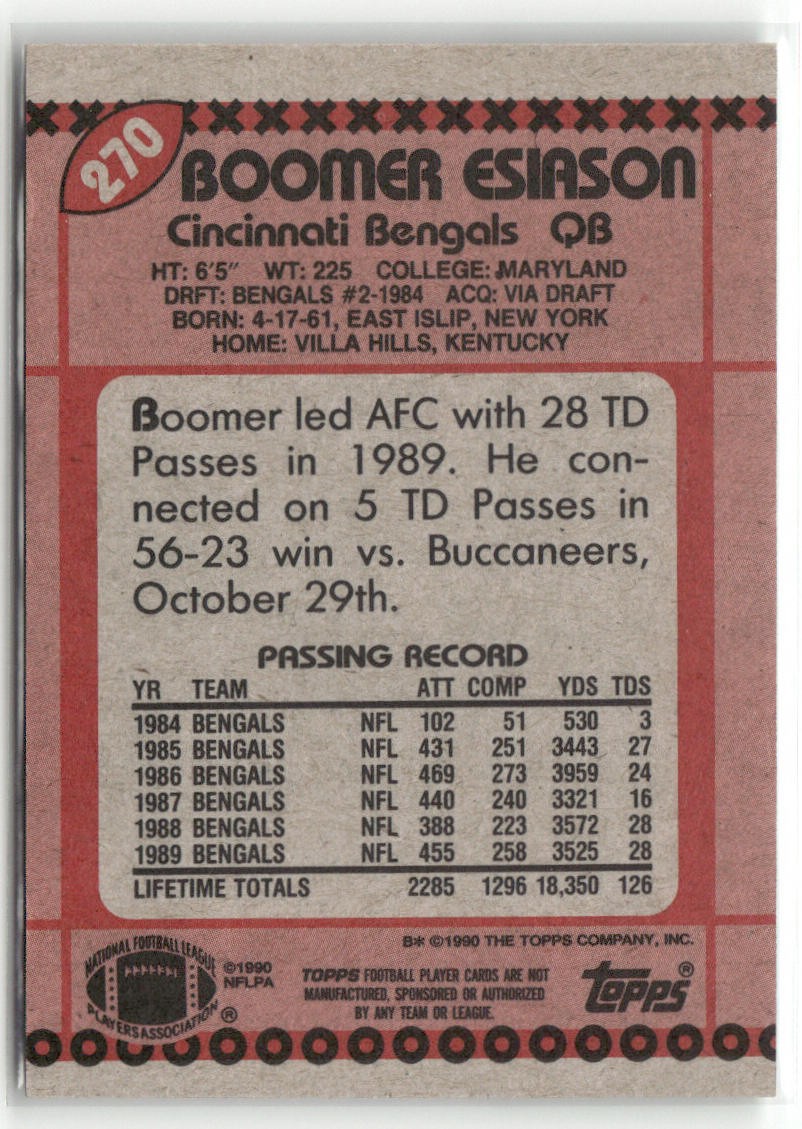 270
BOOMER ESIASON
Cincinnati Bengals QB
HT: 6'5" WT: 225 COLLEGE: MARYLAND
DRFT: BENGALS #2-1984 ACQ: VIA DRAFT
BORN: 4-17-61, EAST ISLIP, NEW YORK
HOME: VILLA HILLS, KENTUCKY
Boomer led AFC with 28 TD
Passes in 1989. He con-
nected on 5 TD Passes in
56-23 win vs. Buccaneers,
October 29th.
PASSING RECORD
YR TEAM ATT COMP YDS TDS
1984 BENGALS NFL 102 51 530 3
1985 BENGALS NFL 431 251 3443 27
1986 BENGALS NFL 469 273 3959 24
1987 BENGALS NFL 440 240 3321 16
1988 BENGALS NFL 388 223 3572 28
1989 BENGALS NFL 455 258 3525 28
LIFETIME TOTALS 2285 1296 18,350 126
B* ©1990 THE TOPPS COMPANY, INC.
NATIONAL FOOTBALL LEAGUE
PLAYERS ASSOCIATION ®
©1990
NFLPA
TOPPS FOOTBALL PLAYER CARDS ARE NOT
MANUFACTURED, SPONSORED OR AUTHORIZED
BY ANY TEAM OR LEAGUE.
Topps®